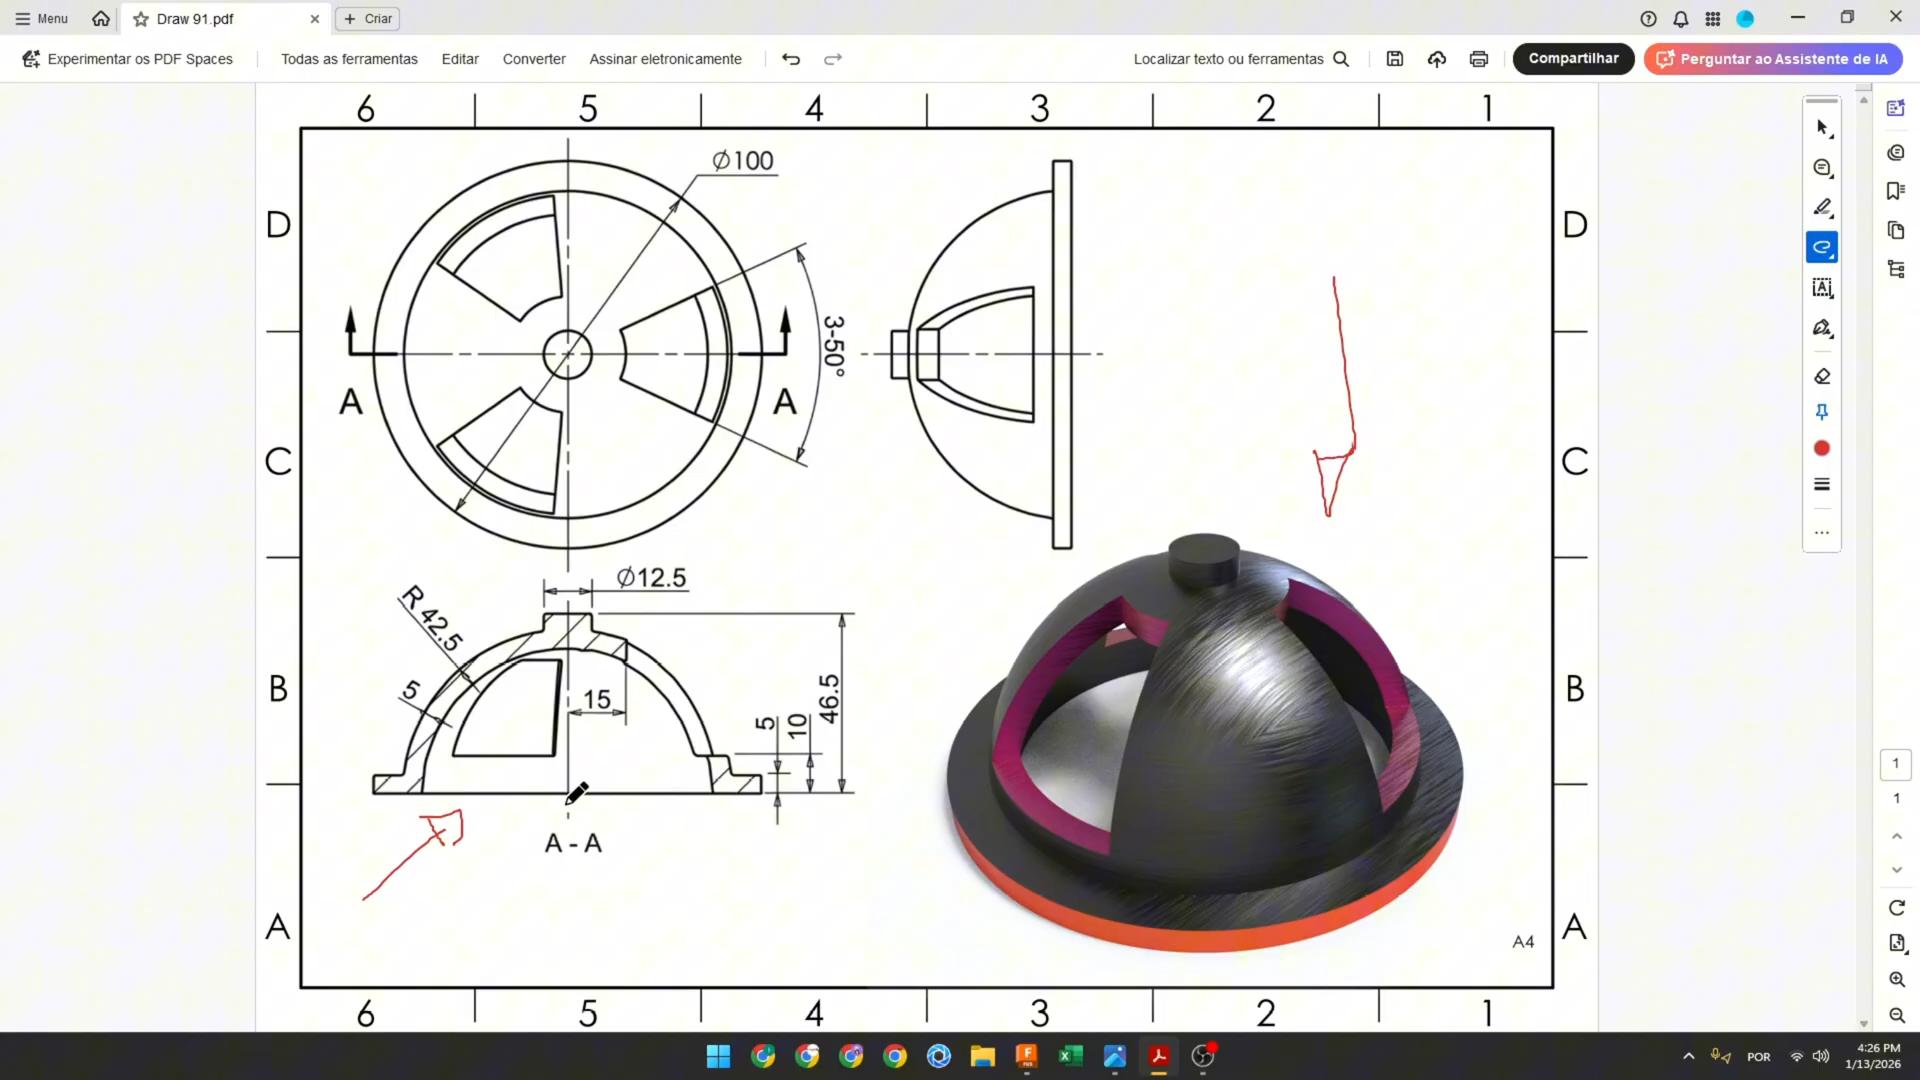 Menu
Draw 91.pdf
Criar
Experimentar os PDF Spaces
Todas as ferramentas
Editar
Converter
Assinar eletronicamente
Localizar texto ou ferramentas
Compartilhar
Perguntar ao Assistente de IA
6 5 4 3 2 1
D
C
B
A
∅100
3-50°
A A
∅12.5
R 42.5
5
15
5
10
46.5
A - A
A4
D
C
B
A
6 5 4 3 2 1
1
1
POR
4:26 PM
1/13/2026